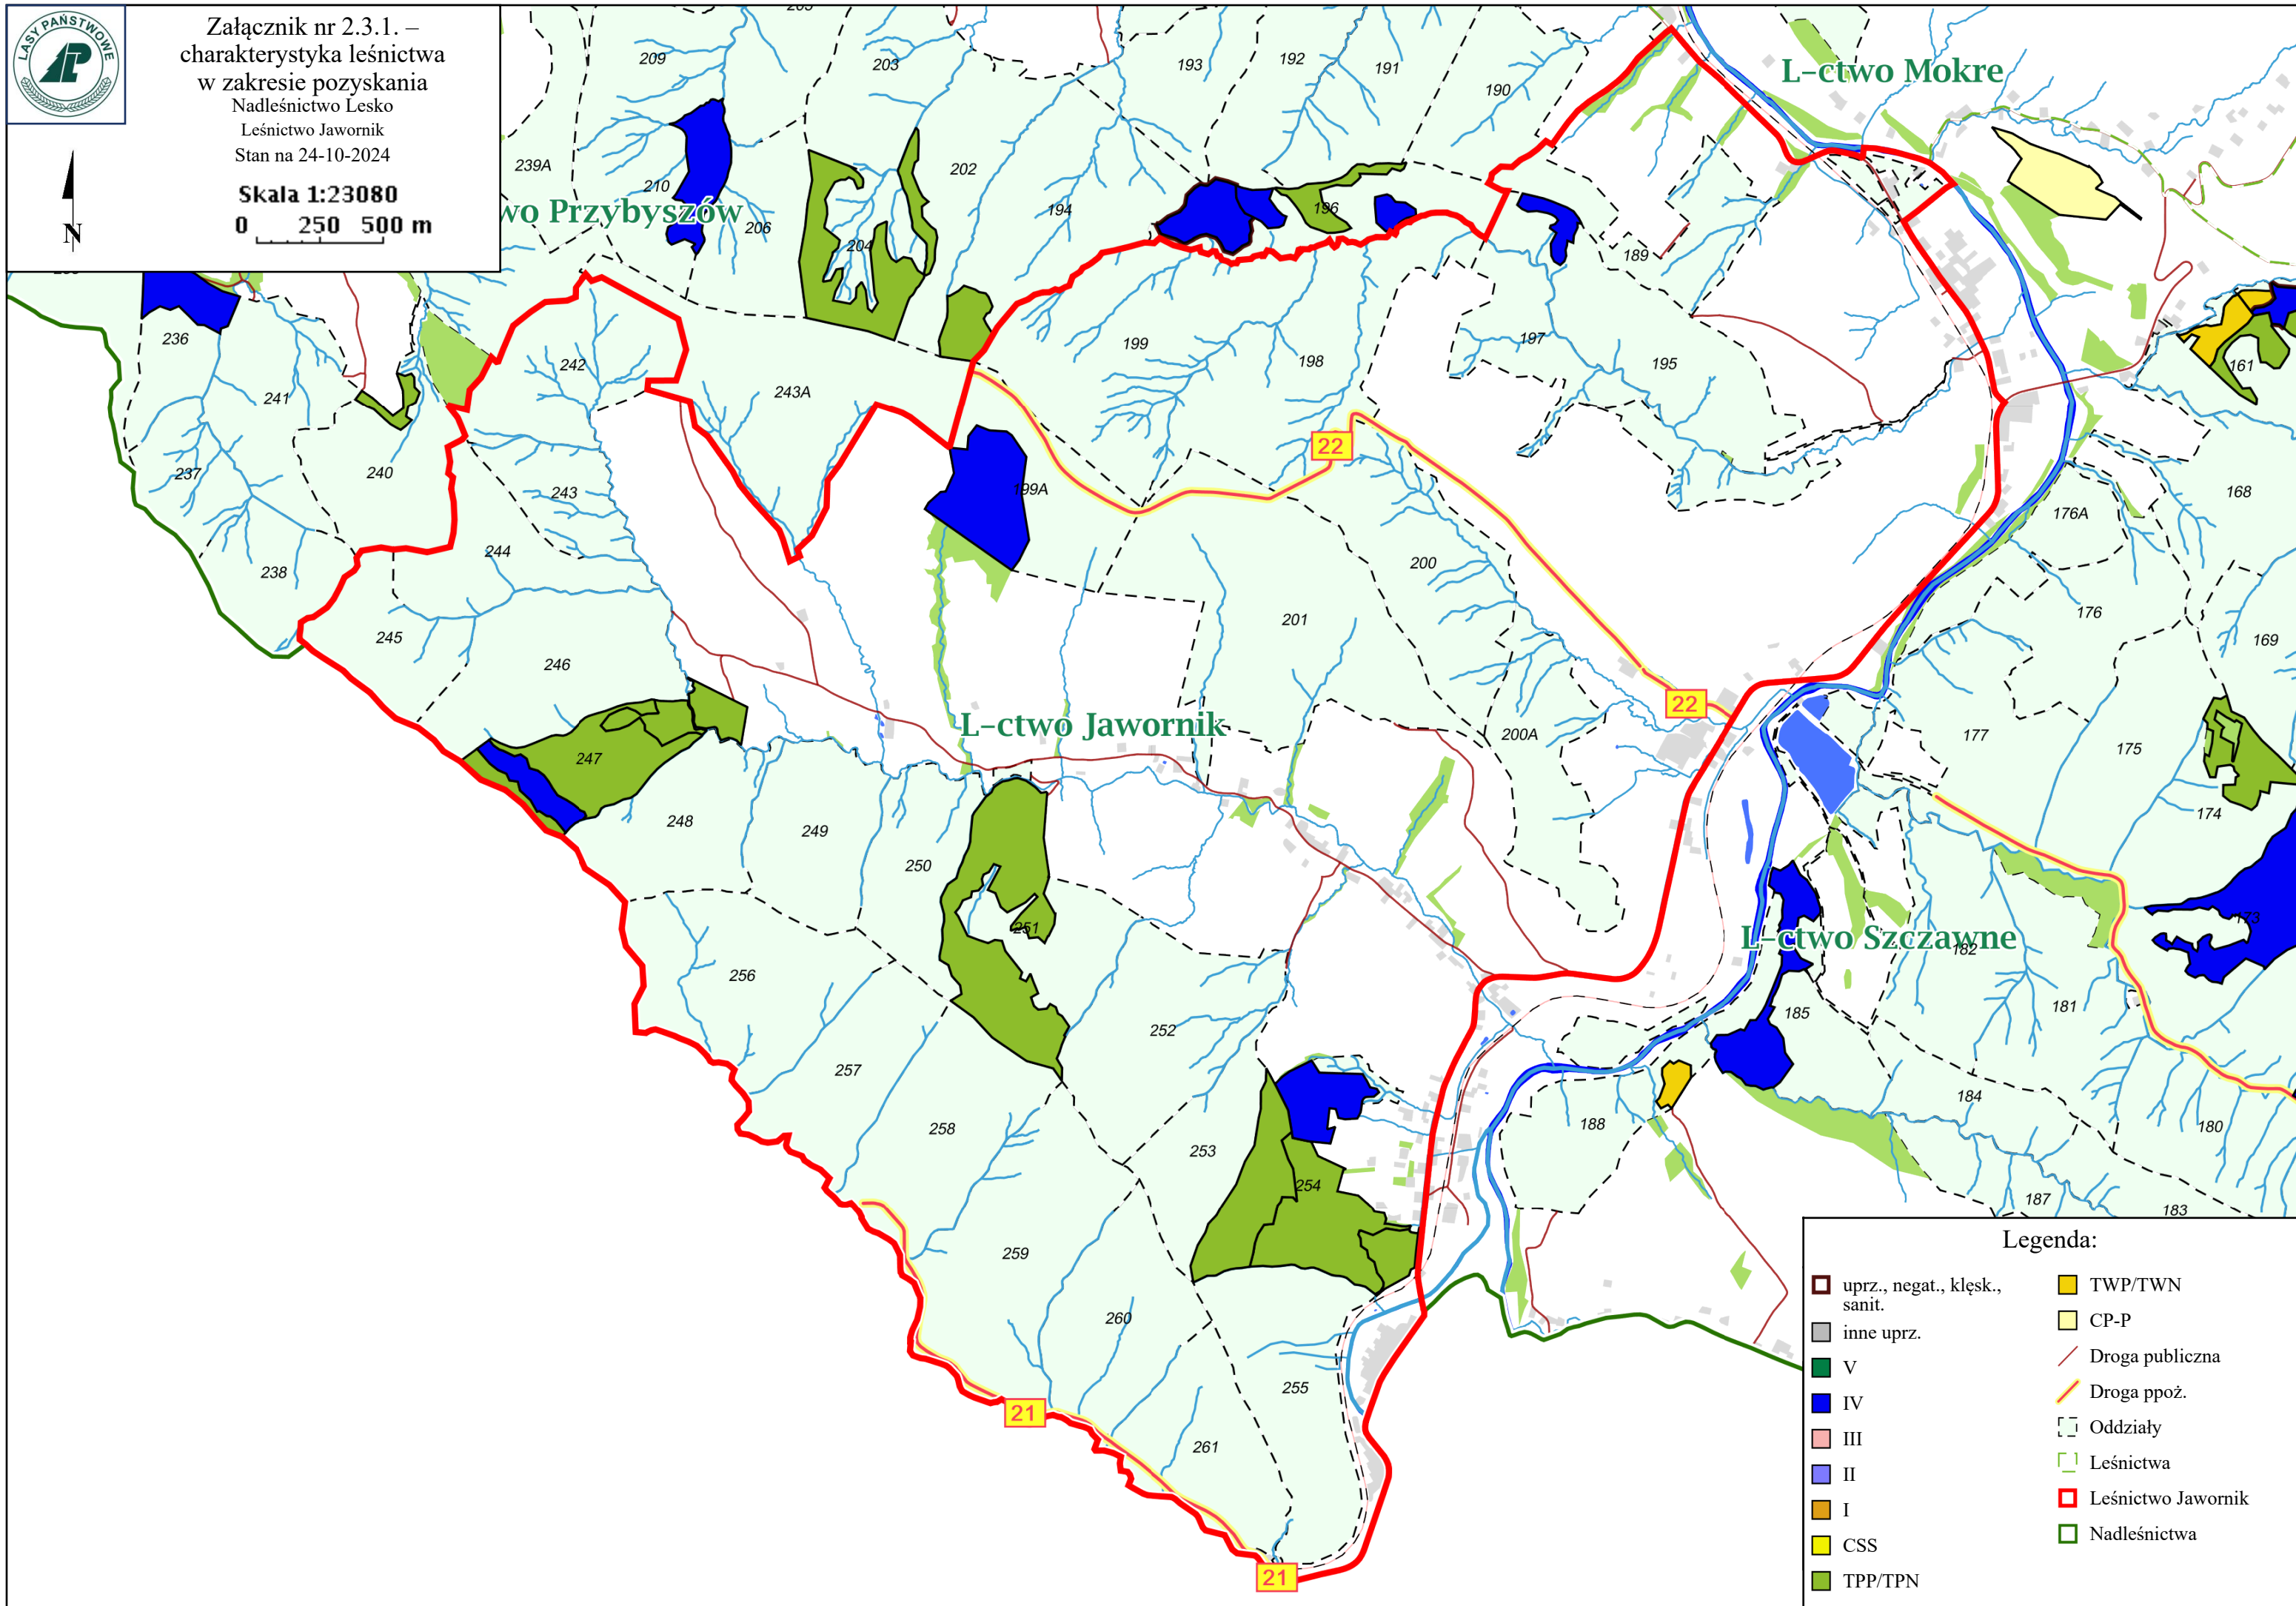 LASY PAŃSTWOWE
Załącznik nr 2.3.1. –
charakterystyka leśnictwa
w zakresie pozyskania
Nadleśnictwo Lesko
Leśnictwo Jawornik
Stan na 24-10-2024
Skala 1:23080
0 250 500 m
N
209
203
193
192
191
190
L-ctwo Mokre
239A
210
202
wo Przybyszów
206
204
194
196
189
236
242
243A
199
198
197
195
161
241
237
240
243
199A
22
168
176A
238
244
200
245
246
201
176
169
L-ctwo Jawornik
200A
22
177
175
247
248
249
250
174
251
L-ctwo Szczawne
173
182
256
252
185
181
257
258
253
188
184
180
254
187
183
259
260
255
21
261
21
Legenda:
uprz., negat., klęsk.,
sanit.
inne uprz.
V
IV
III
II
I
CSS
TPP/TPN
TWP/TWN
CP-P
Droga publiczna
Droga ppoż.
Oddziały
Leśnictwa
Leśnictwo Jawornik
Nadleśnictwa